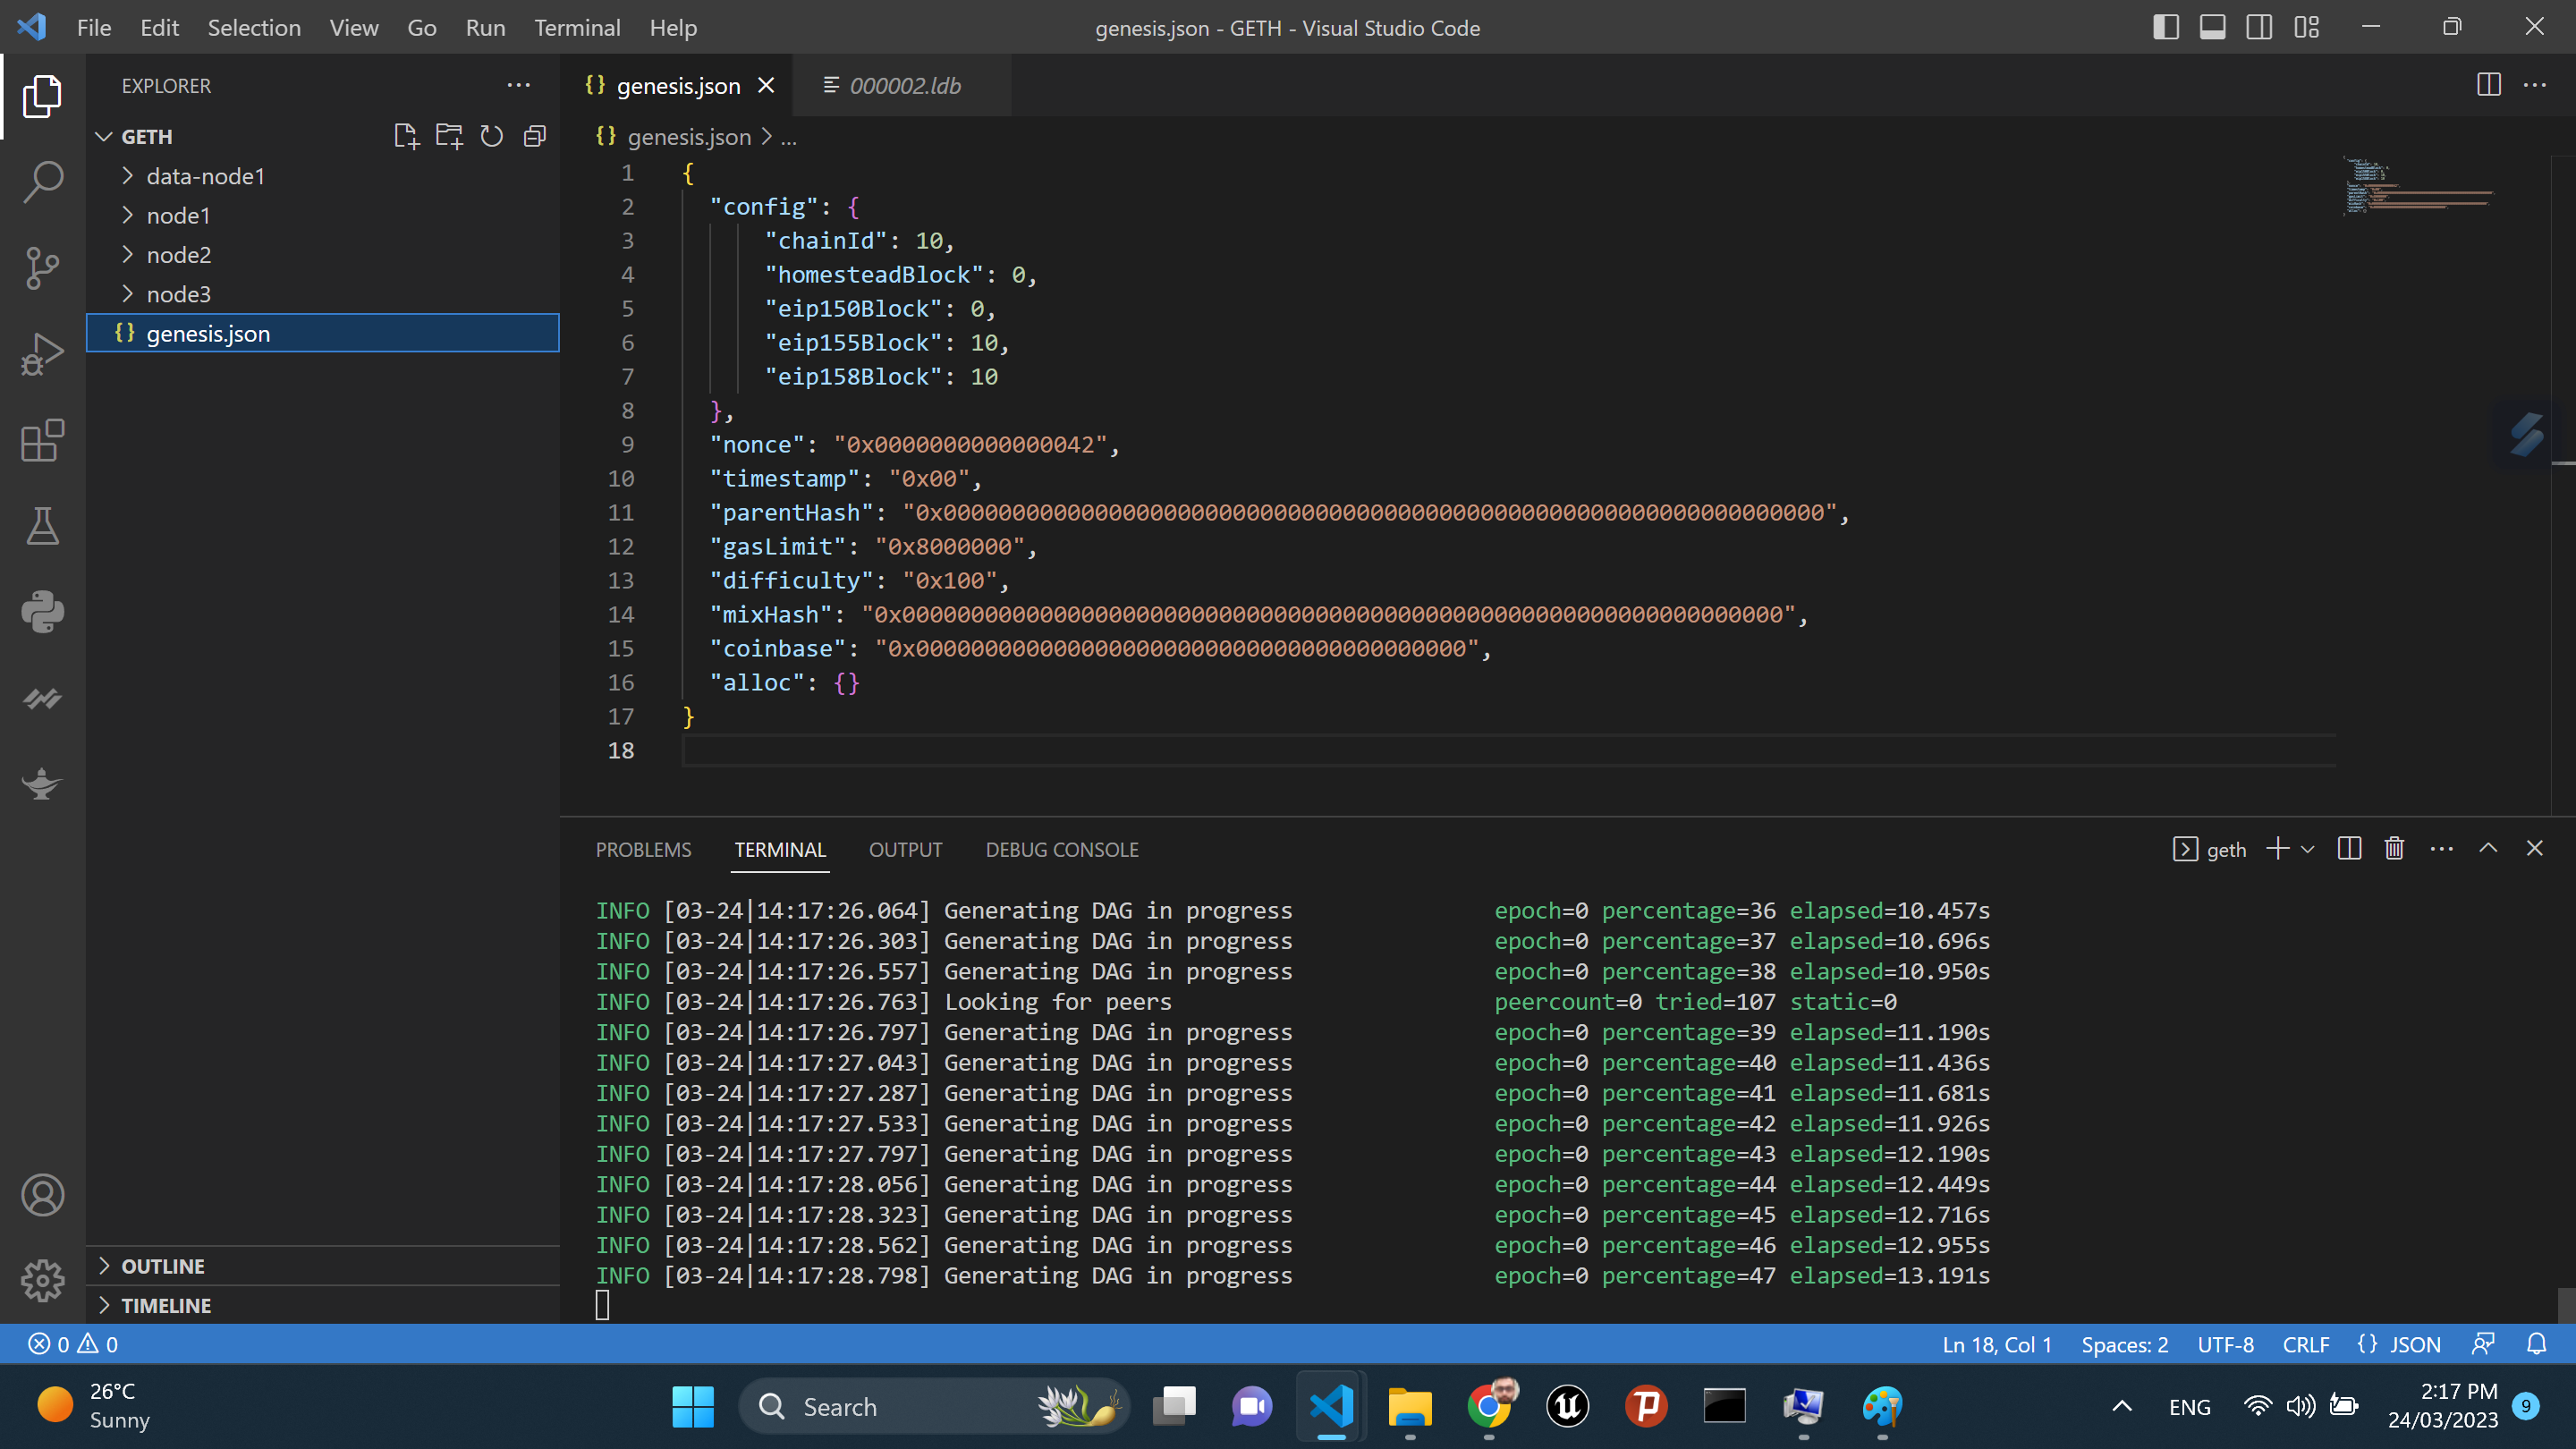 File Edit Selection View Go Run Terminal Help
genesis.json - GETH - Visual Studio Code
EXPLORER
GETH
data-node1
node1
node2
node3
genesis.json
OUTLINE
TIMELINE
genesis.json
000002.ldb
genesis.json > ...
1 {
2 "config": {
3 "chainId": 10,
4 "homesteadBlock": 0,
5 "eip150Block": 0,
6 "eip155Block": 10,
7 "eip158Block": 10
8 },
9 "nonce": "0x0000000000000042",
10 "timestamp": "0x00",
11 "parentHash": "0x0000000000000000000000000000000000000000000000000000000000000000",
12 "gasLimit": "0x8000000",
13 "difficulty": "0x100",
14 "mixHash": "0x0000000000000000000000000000000000000000000000000000000000000000",
15 "coinbase": "0x0000000000000000000000000000000000000000",
16 "alloc": {}
17 }
18
PROBLEMS TERMINAL OUTPUT DEBUG CONSOLE
geth
INFO [03-24|14:17:26.064] Generating DAG in progress epoch=0 percentage=36 elapsed=10.457s
INFO [03-24|14:17:26.303] Generating DAG in progress epoch=0 percentage=37 elapsed=10.696s
INFO [03-24|14:17:26.557] Generating DAG in progress epoch=0 percentage=38 elapsed=10.950s
INFO [03-24|14:17:26.763] Looking for peers peercount=0 tried=107 static=0
INFO [03-24|14:17:26.797] Generating DAG in progress epoch=0 percentage=39 elapsed=11.190s
INFO [03-24|14:17:27.043] Generating DAG in progress epoch=0 percentage=40 elapsed=11.436s
INFO [03-24|14:17:27.287] Generating DAG in progress epoch=0 percentage=41 elapsed=11.681s
INFO [03-24|14:17:27.533] Generating DAG in progress epoch=0 percentage=42 elapsed=11.926s
INFO [03-24|14:17:27.797] Generating DAG in progress epoch=0 percentage=43 elapsed=12.190s
INFO [03-24|14:17:28.056] Generating DAG in progress epoch=0 percentage=44 elapsed=12.449s
INFO [03-24|14:17:28.323] Generating DAG in progress epoch=0 percentage=45 elapsed=12.716s
INFO [03-24|14:17:28.562] Generating DAG in progress epoch=0 percentage=46 elapsed=12.955s
INFO [03-24|14:17:28.798] Generating DAG in progress epoch=0 percentage=47 elapsed=13.191s
0 0
Ln 18, Col 1 Spaces: 2 UTF-8 CRLF {} JSON
26°C
Sunny
Search
ENG
2:17 PM
24/03/2023
9